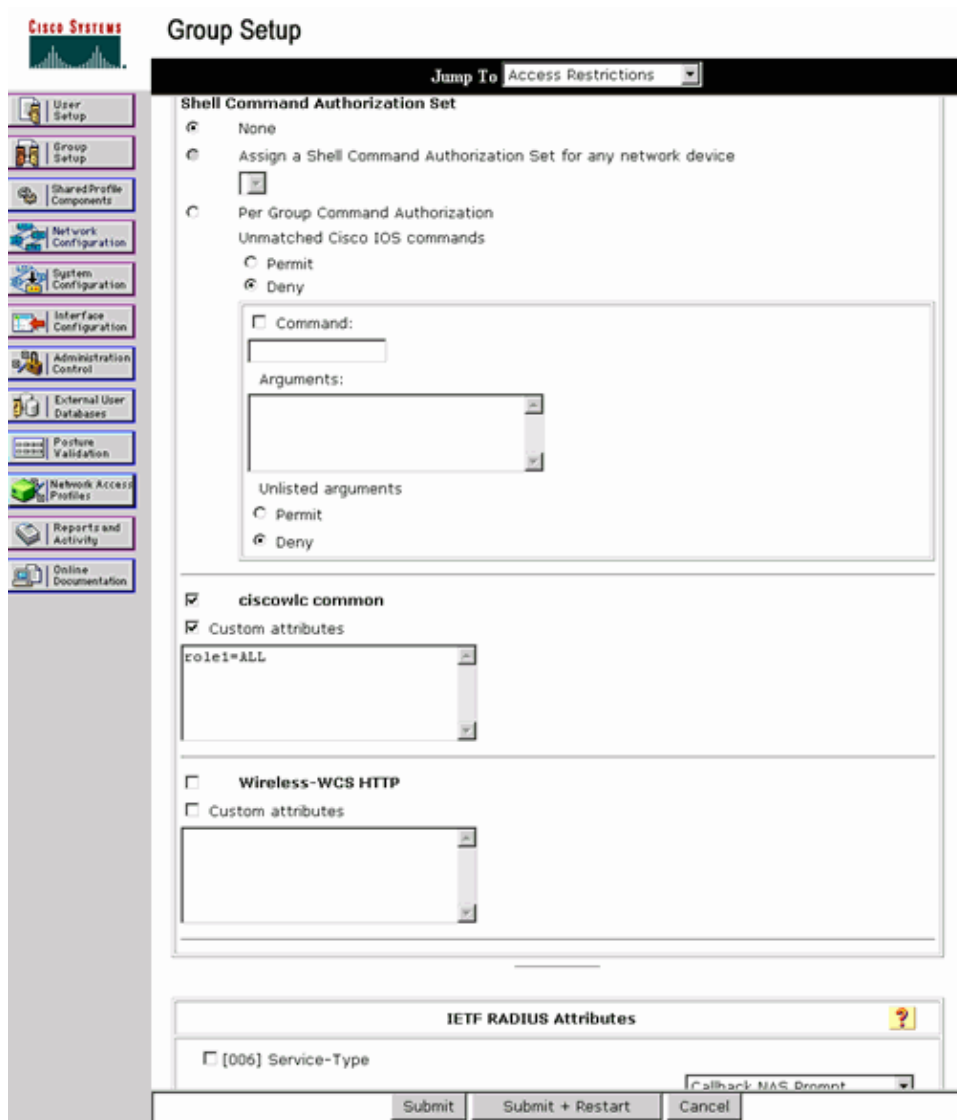 CISCO SYSTEMS
Group Setup
Jump To Access Restrictions
User Setup
Group Setup
Shared Profile Components
Network Configuration
System Configuration
Interface Configuration
Administration Control
External User Databases
Posture Validation
Network Access Profiles
Reports and Activity
Online Documentation
Shell Command Authorization Set
None
Assign a Shell Command Authorization Set for any network device
Per Group Command Authorization
Unmatched Cisco IOS commands
Permit
Deny
Command:
Arguments:
Unlisted arguments
Permit
Deny
ciscowlc common
Custom attributes
role1=ALL
Wireless-WCS HTTP
Custom attributes
IETF RADIUS Attributes
?
[006] Service-Type
Callback NAS Prompt
Submit
Submit + Restart
Cancel